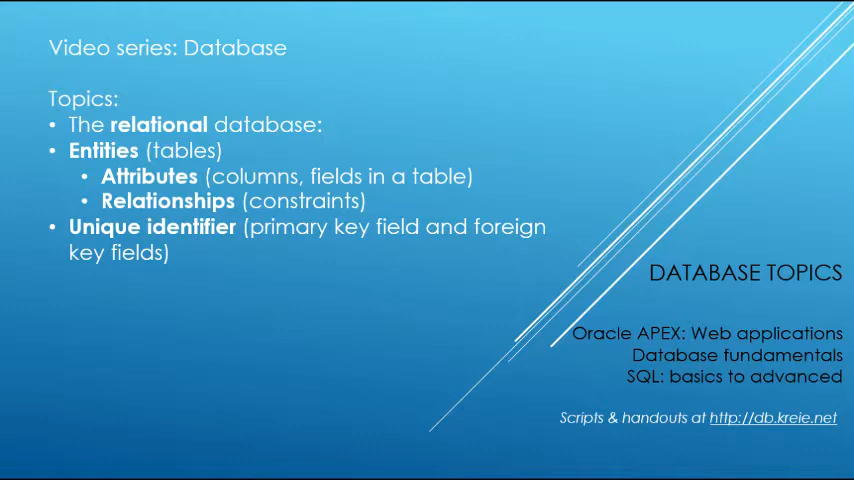 Video series: Database
Topics:
• The relational database:
• Entities (tables)
• Attributes (columns, fields in a table)
• Relationships (constraints)
• Unique identifier (primary key field and foreign
key fields)
DATABASE TOPICS
Oracle APEX: Web applications
Database fundamentals
SQL: basics to advanced
Scripts & handouts at http://db.kreie.net